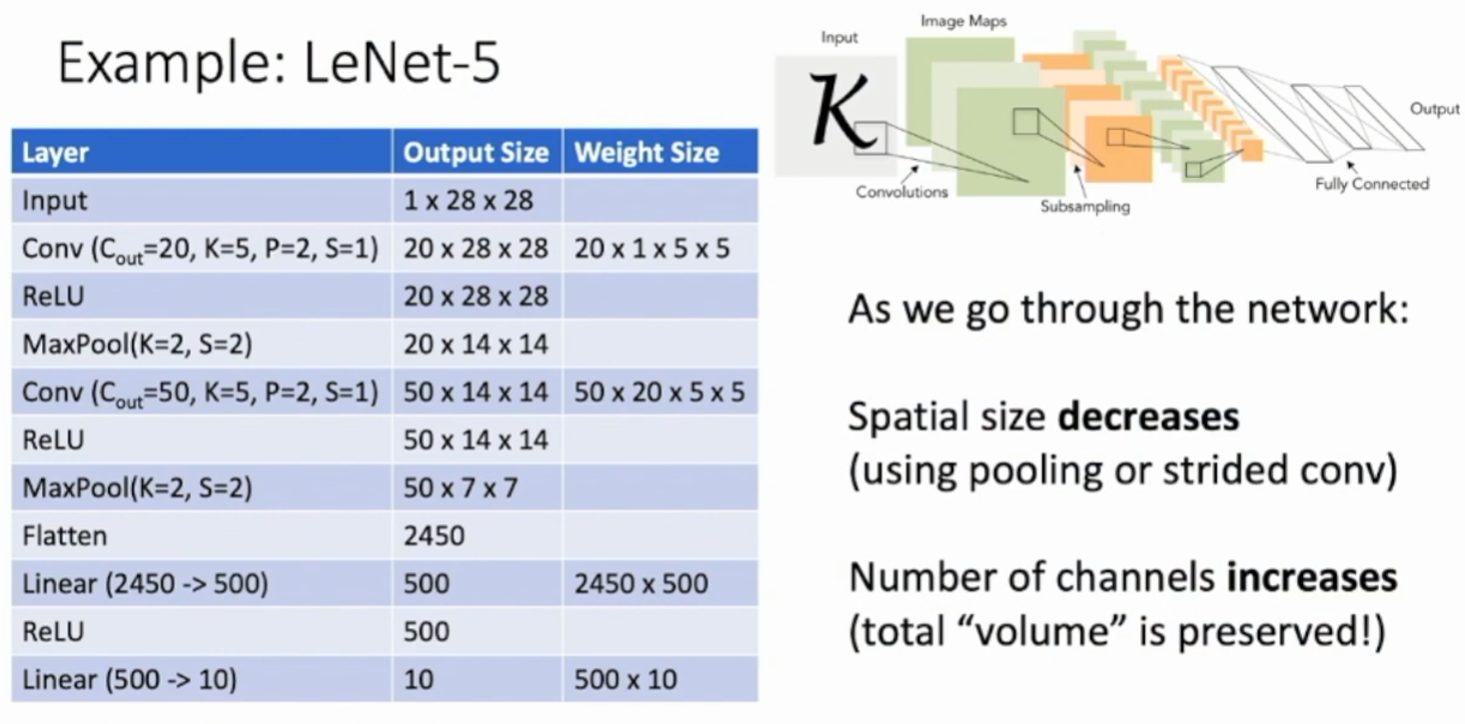 Example: LeNet-5
Layer Output Size Weight Size
Input 1 x 28 x 28
Conv (Cout=20, K=5, P=2, S=1) 20 x 28 x 28 20 x 1 x 5 x 5
ReLU 20 x 28 x 28
MaxPool(K=2, S=2) 20 x 14 x 14
Conv (Cout=50, K=5, P=2, S=1) 50 x 14 x 14 50 x 20 x 5 x 5
ReLU 50 x 14 x 14
MaxPool(K=2, S=2) 50 x 7 x 7
Flatten 2450
Linear (2450 -> 500) 500 2450 x 500
ReLU 500
Linear (500 -> 10) 10 500 x 10
Image Maps
Input
K
Output
Convolutions
Subsampling
Fully Connected
As we go through the network:
Spatial size decreases
(using pooling or strided conv)
Number of channels increases
(total “volume” is preserved!)